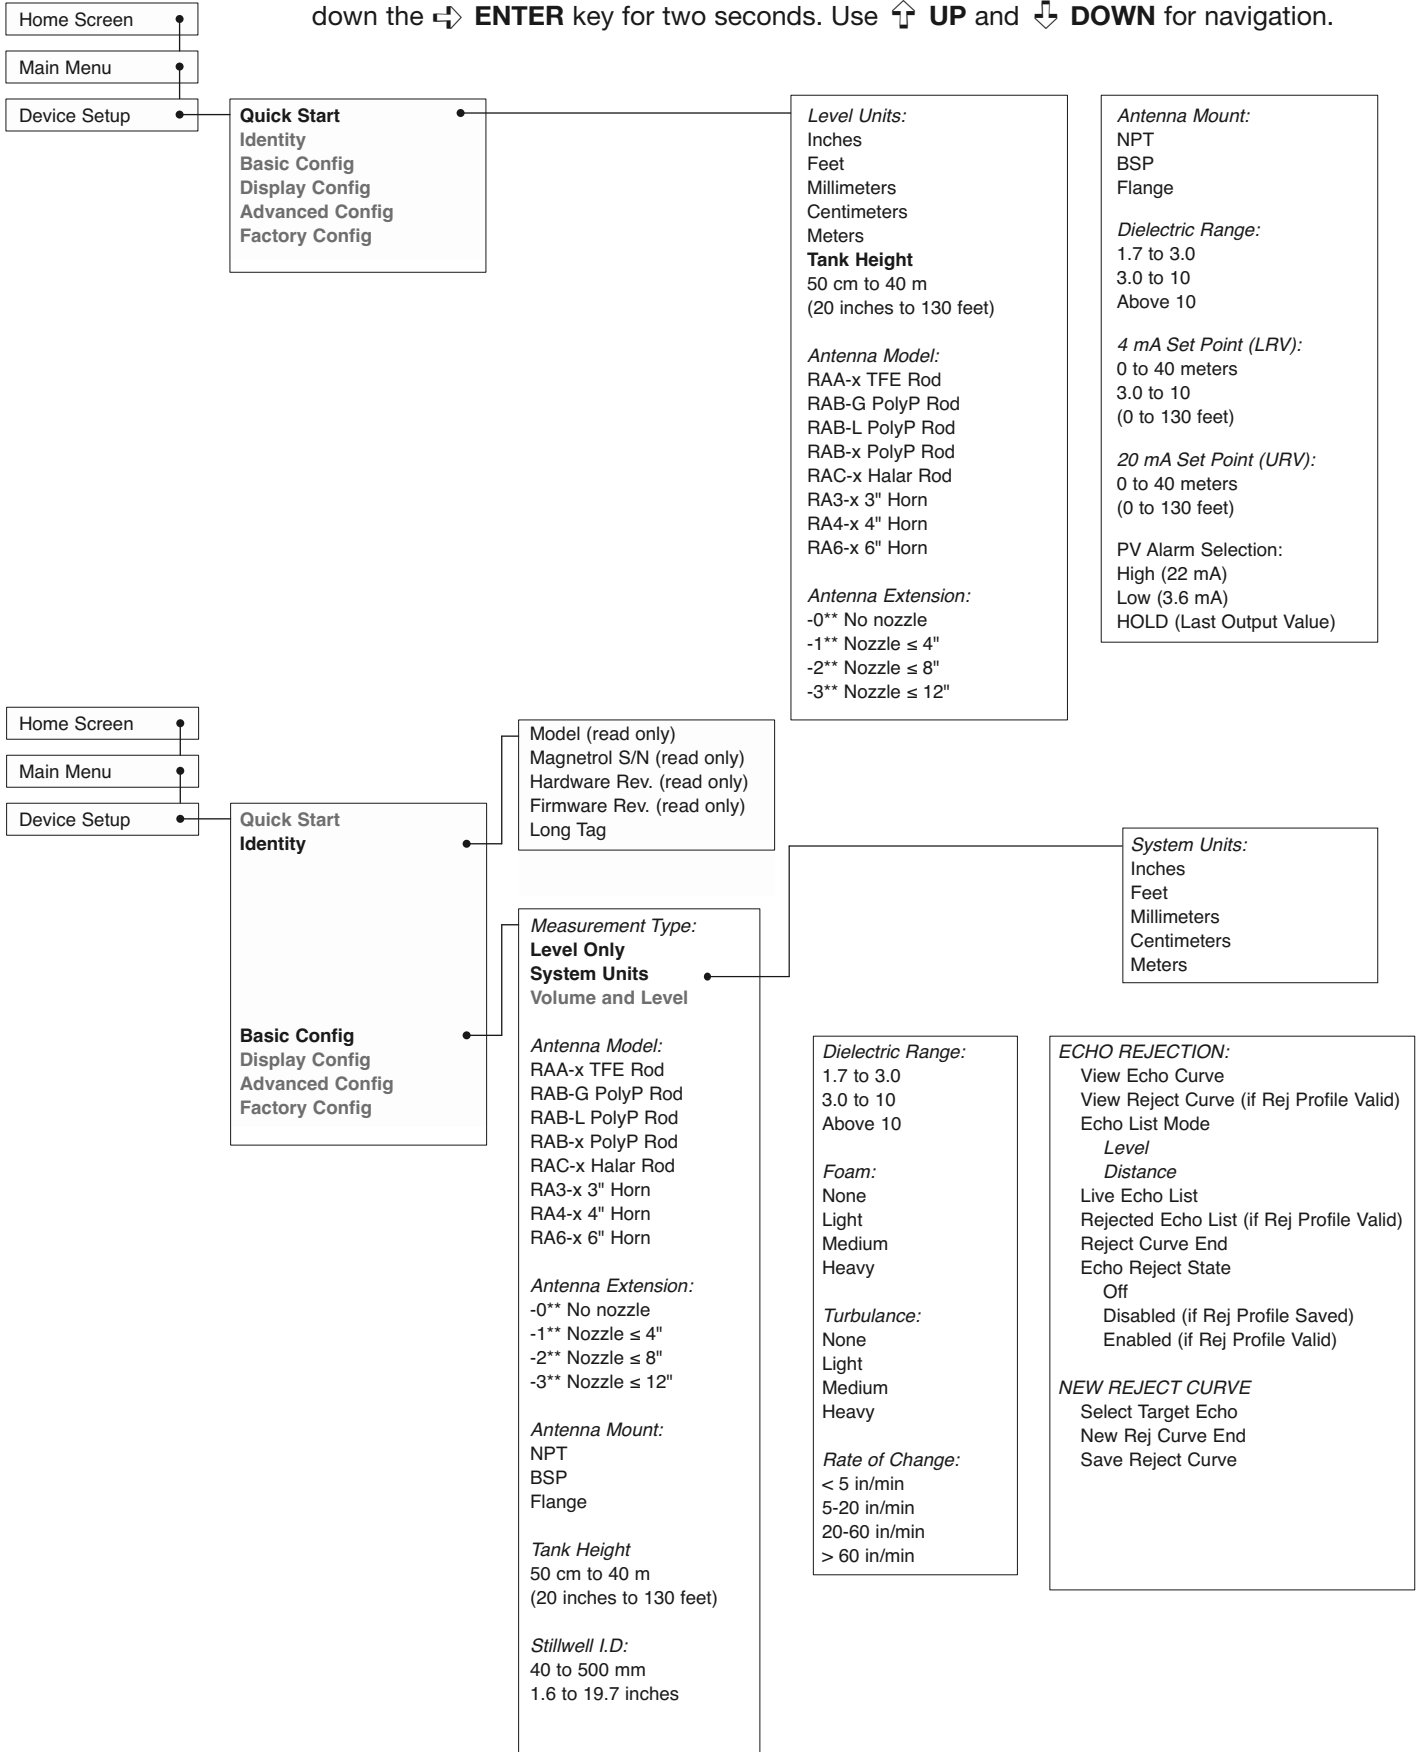 down the ENTER key for two seconds. Use UP and DOWN for navigation.
Home Screen
Main Menu
Device Setup
Quick Start
Identity
Basic Config
Display Config
Advanced Config
Factory Config
Level Units:
Inches
Feet
Millimeters
Centimeters
Meters
Tank Height
50 cm to 40 m
(20 inches to 130 feet)
Antenna Model:
RAA-x TFE Rod
RAB-G PolyP Rod
RAB-L PolyP Rod
RAB-x PolyP Rod
RAC-x Halar Rod
RA3-x 3" Horn
RA4-x 4" Horn
RA6-x 6" Horn
Antenna Extension:
-0** No nozzle
-1** Nozzle ≤ 4"
-2** Nozzle ≤ 8"
-3** Nozzle ≤ 12"
Antenna Mount:
NPT
BSP
Flange
Dielectric Range:
1.7 to 3.0
3.0 to 10
Above 10
4 mA Set Point (LRV):
0 to 40 meters
3.0 to 10
(0 to 130 feet)
20 mA Set Point (URV):
0 to 40 meters
(0 to 130 feet)
PV Alarm Selection:
High (22 mA)
Low (3.6 mA)
HOLD (Last Output Value)
Home Screen
Main Menu
Device Setup
Quick Start
Identity
Basic Config
Display Config
Advanced Config
Factory Config
Model (read only)
Magnetrol S/N (read only)
Hardware Rev. (read only)
Firmware Rev. (read only)
Long Tag
Measurement Type:
Level Only
System Units
Volume and Level
Antenna Model:
RAA-x TFE Rod
RAB-G PolyP Rod
RAB-L PolyP Rod
RAB-x PolyP Rod
RAC-x Halar Rod
RA3-x 3" Horn
RA4-x 4" Horn
RA6-x 6" Horn
Antenna Extension:
-0** No nozzle
-1** Nozzle ≤ 4"
-2** Nozzle ≤ 8"
-3** Nozzle ≤ 12"
Antenna Mount:
NPT
BSP
Flange
Tank Height
50 cm to 40 m
(20 inches to 130 feet)
Stillwell I.D:
40 to 500 mm
1.6 to 19.7 inches
System Units:
Inches
Feet
Millimeters
Centimeters
Meters
Dielectric Range:
1.7 to 3.0
3.0 to 10
Above 10
Foam:
None
Light
Medium
Heavy
Turbulance:
None
Light
Medium
Heavy
Rate of Change:
< 5 in/min
5-20 in/min
20-60 in/min
> 60 in/min
ECHO REJECTION:
View Echo Curve
View Reject Curve (if Rej Profile Valid)
Echo List Mode
Level
Distance
Live Echo List
Rejected Echo List (if Rej Profile Valid)
Reject Curve End
Echo Reject State
Off
Disabled (if Rej Profile Saved)
Enabled (if Rej Profile Valid)
NEW REJECT CURVE
Select Target Echo
New Rej Curve End
Save Reject Curve